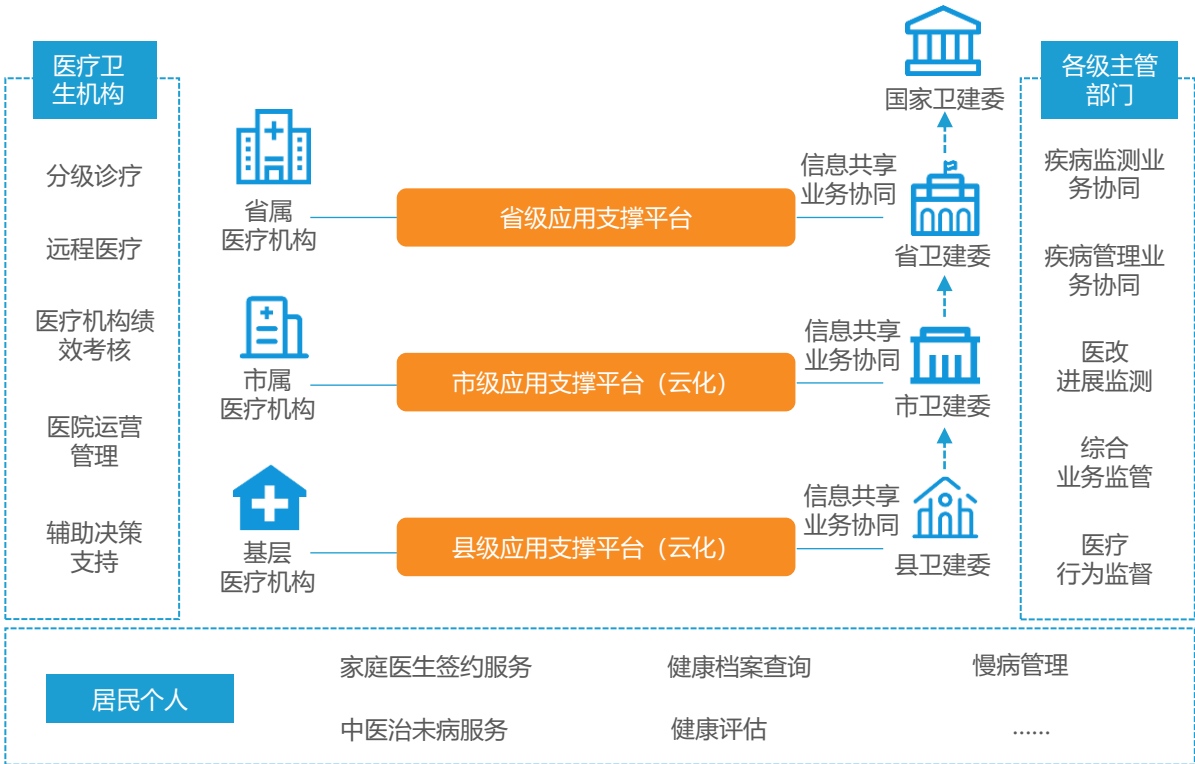 医疗卫
生机构
分级诊疗
远程医疗
医疗机构绩
效考核
医院运营
管理
辅助决策
支持
省属
医疗机构
市属
医疗机构
基层
医疗机构
省级应用支撑平台
市级应用支撑平台（云化）
县级应用支撑平台（云化）
信息共享
业务协同
信息共享
业务协同
信息共享
业务协同
国家卫建委
省卫建委
市卫建委
县卫建委
各级主管
部门
疾病监测业
务协同
疾病管理业
务协同
医改
进展监测
综合
业务监管
医疗
行为监督
居民个人
家庭医生签约服务
健康档案查询
慢病管理
中医治未病服务
健康评估
......